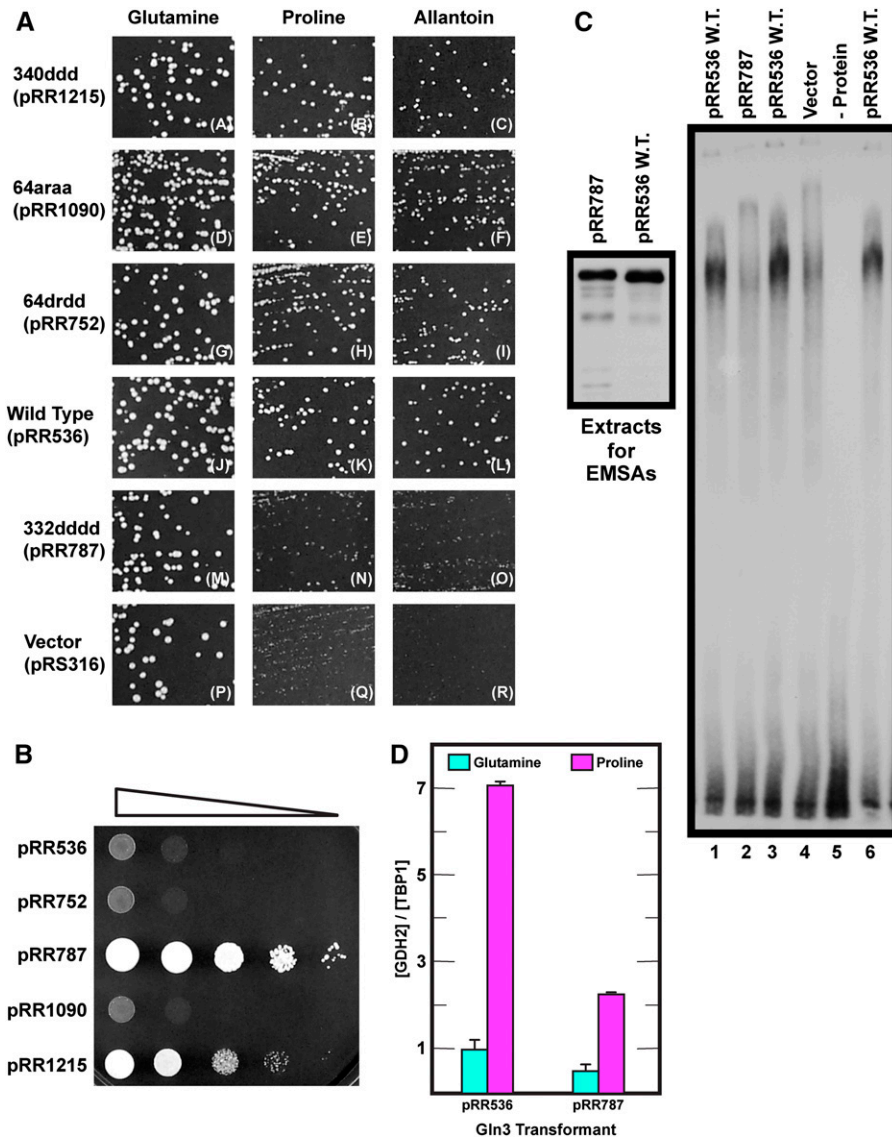 A
Glutamine
Proline
Allantoin
340ddd
(pRR1215)
(A)
(B)
(C)
64araa
(pRR1090)
(D)
(E)
(F)
64drdd
(pRR752)
(G)
(H)
(I)
Wild Type
(pRR536)
(J)
(K)
(L)
332dddd
(pRR787)
(M)
(N)
(O)
Vector
(pRS316)
(P)
(Q)
(R)
B
pRR536
pRR752
pRR787
pRR1090
pRR1215
C
pRR787
pRR536 W.T.
Extracts
for
EMSAs
pRR536 W.T.
pRR787
pRR536 W.T.
Vector
- Protein
pRR536 W.T.
1
2
3
4
5
6
D
Glutamine
Proline
[GDH2] / [TBP1]
7
5
3
1
pRR536
pRR787
Gln3 Transformant